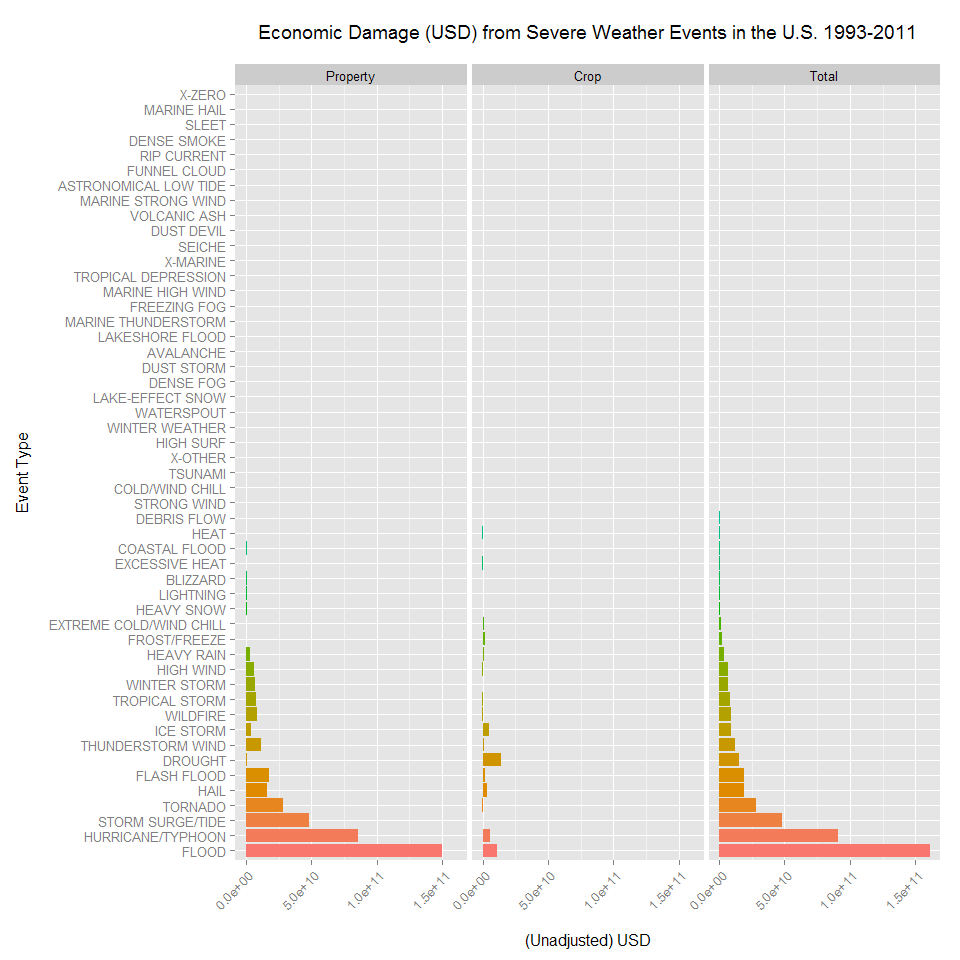 Economic Damage (USD) from Severe Weather Events in the U.S. 1993-2011
Property Crop Total
X-ZERO
MARINE HAIL
SLEET
DENSE SMOKE
RIP CURRENT
FUNNEL CLOUD
ASTRONOMICAL LOW TIDE
MARINE STRONG WIND
VOLCANIC ASH
DUST DEVIL
SEICHE
X-MARINE
TROPICAL DEPRESSION
MARINE HIGH WIND
FREEZING FOG
MARINE THUNDERSTORM
LAKESHORE FLOOD
AVALANCHE
DUST STORM
DENSE FOG
LAKE-EFFECT SNOW
WATERSPOUT
WINTER WEATHER
HIGH SURF
X-OTHER
TSUNAMI
COLD/WIND CHILL
STRONG WIND
DEBRIS FLOW
HEAT
COASTAL FLOOD
EXCESSIVE HEAT
BLIZZARD
LIGHTNING
HEAVY SNOW
EXTREME COLD/WIND CHILL
FROST/FREEZE
HEAVY RAIN
HIGH WIND
WINTER STORM
TROPICAL STORM
WILDFIRE
ICE STORM
THUNDERSTORM WIND
DROUGHT
FLASH FLOOD
HAIL
TORNADO
STORM SURGE/TIDE
HURRICANE/TYPHOON
FLOOD
Event Type
0.0e+00 5.0e+10 1.0e+11 1.5e+11 0.0e+00 5.0e+10 1.0e+11 1.5e+11 0.0e+00 5.0e+10 1.0e+11 1.5e+11
(Unadjusted) USD